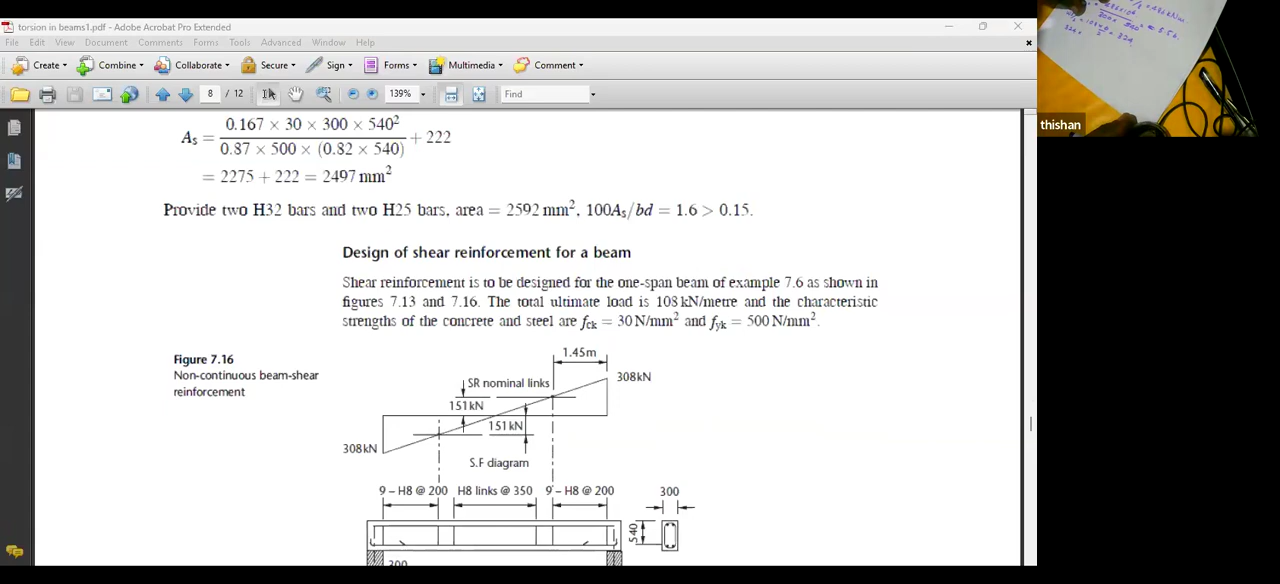 torsion in beams1.pdf - Adobe Acrobat Pro Extended
File Edit View Document Comments Forms Tools Advanced Window Help
Create Combine Collaborate Secure Sign Forms Multimedia Comment
8 / 12 139% Find
As = 0.167 × 30 × 300 × 540² / 0.87 × 500 × (0.82 × 540) + 222
= 2275 + 222 = 2497 mm²
Provide two H32 bars and two H25 bars, area = 2592 mm², 100As/bd = 1.6 > 0.15.
Design of shear reinforcement for a beam
Shear reinforcement is to be designed for the one-span beam of example 7.6 as shown in
figures 7.13 and 7.16. The total ultimate load is 108 kN/metre and the characteristic
strengths of the concrete and steel are fck = 30 N/mm² and fyk = 500 N/mm².
Figure 7.16
Non-continuous beam-shear
reinforcement
1.45m
SR nominal links
308kN
151kN
151kN
308kN
S.F diagram
9 – H8 @ 200 H8 links @ 350 9 – H8 @ 200
300
540
300
thishan